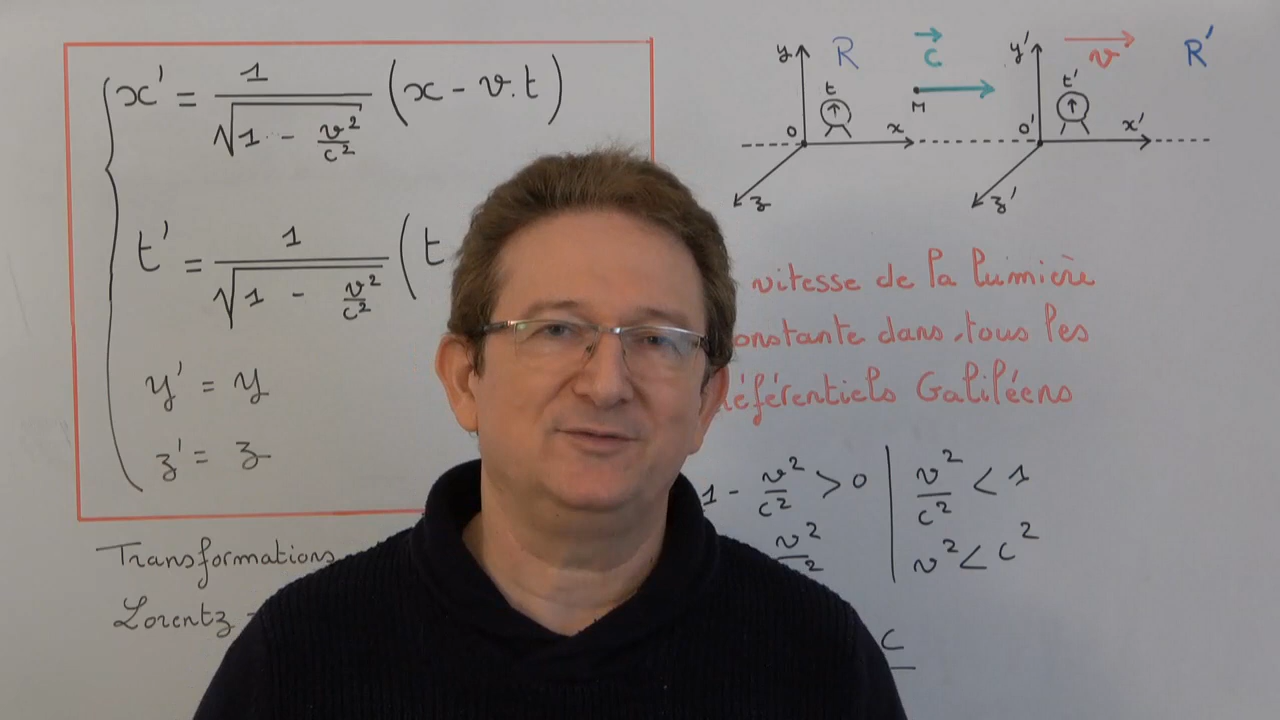 x' = 1 / √(1 - v²/c²) (x - v.t)
t' = 1 / √(1 - v²/c²) (t
y' = y
z' = z
Transformations
Lorentz -
y R c⃗ y' v⃗ R'
t M t'
o x o' x'
z z'
vitesse de la lumière
onstante dans tous les
éférentiels Galiléens
1 - v²/c² > 0 | v²/c² < 1
v² < c²
c